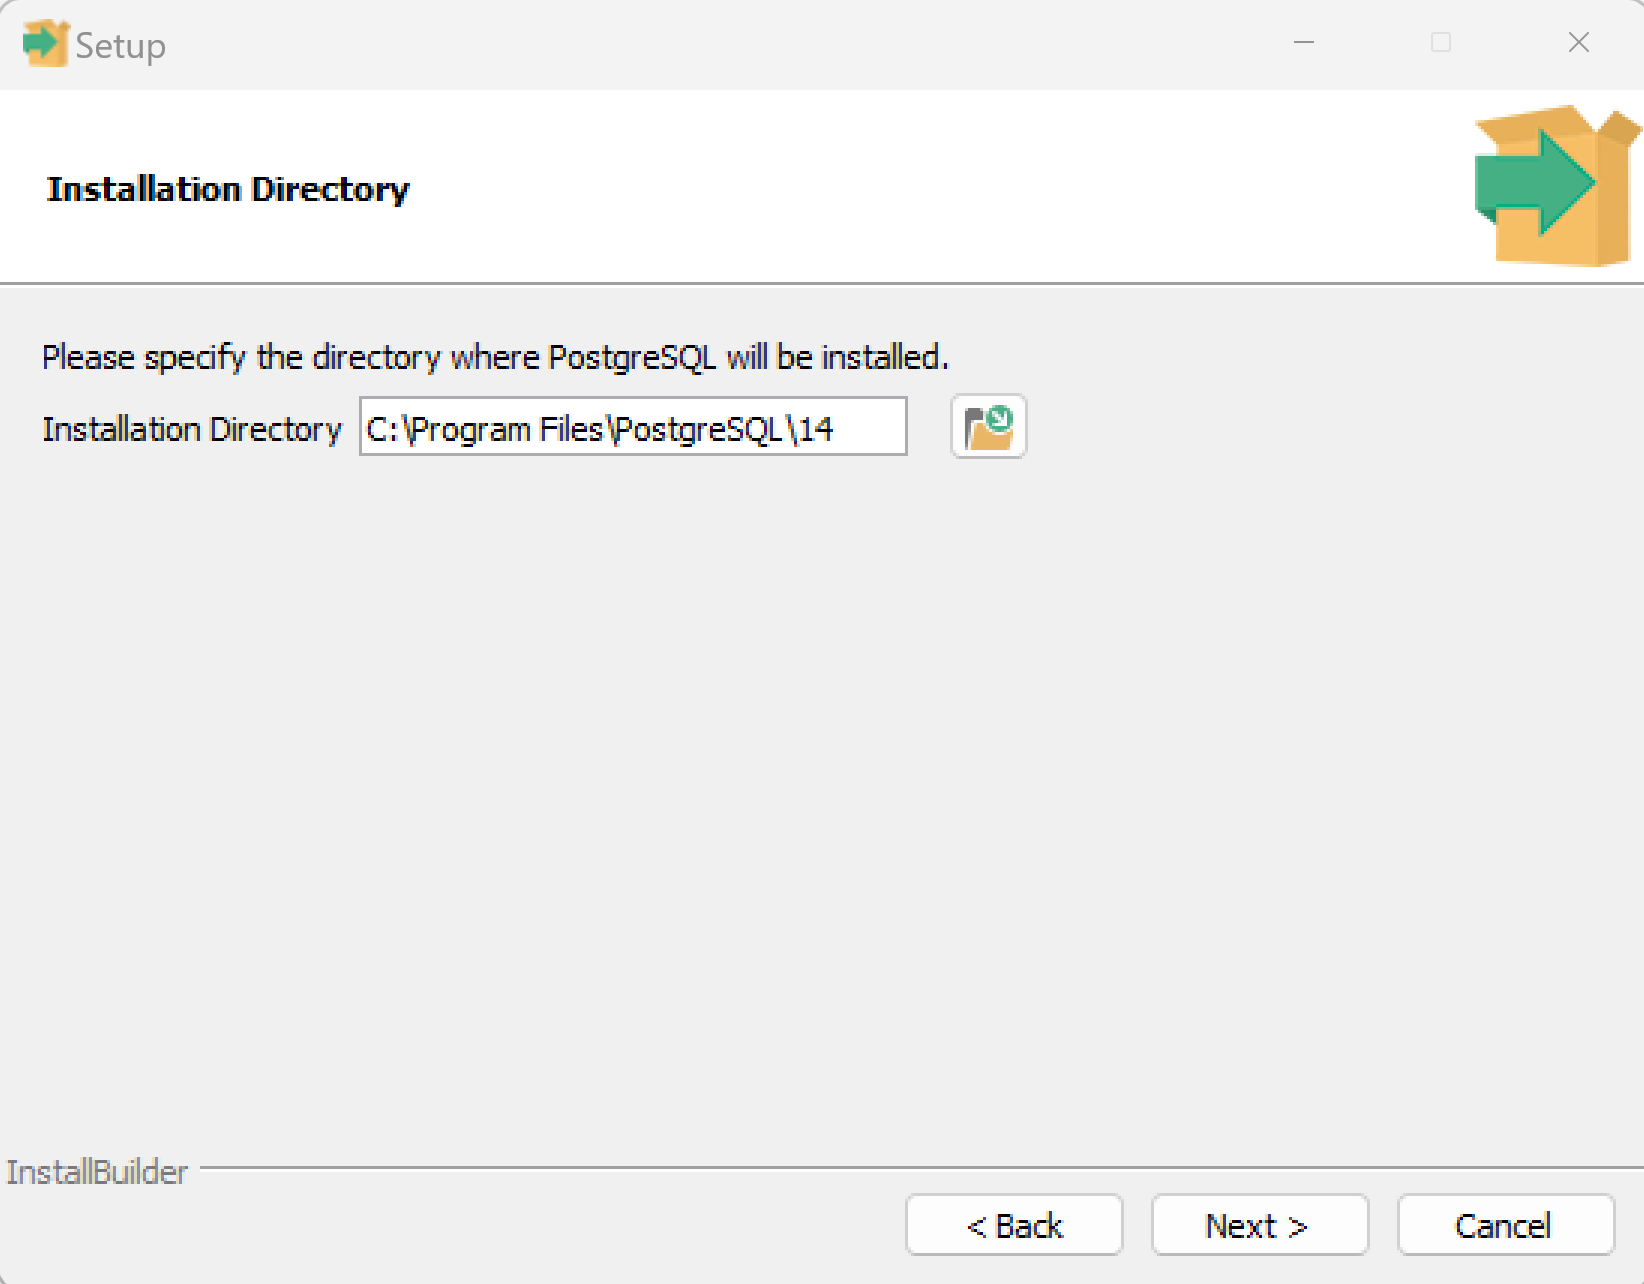 Setup
Installation Directory
Please specify the directory where PostgreSQL will be installed.
Installation Directory C:\Program Files\PostgreSQL\14
InstallBuilder
< Back Next > Cancel